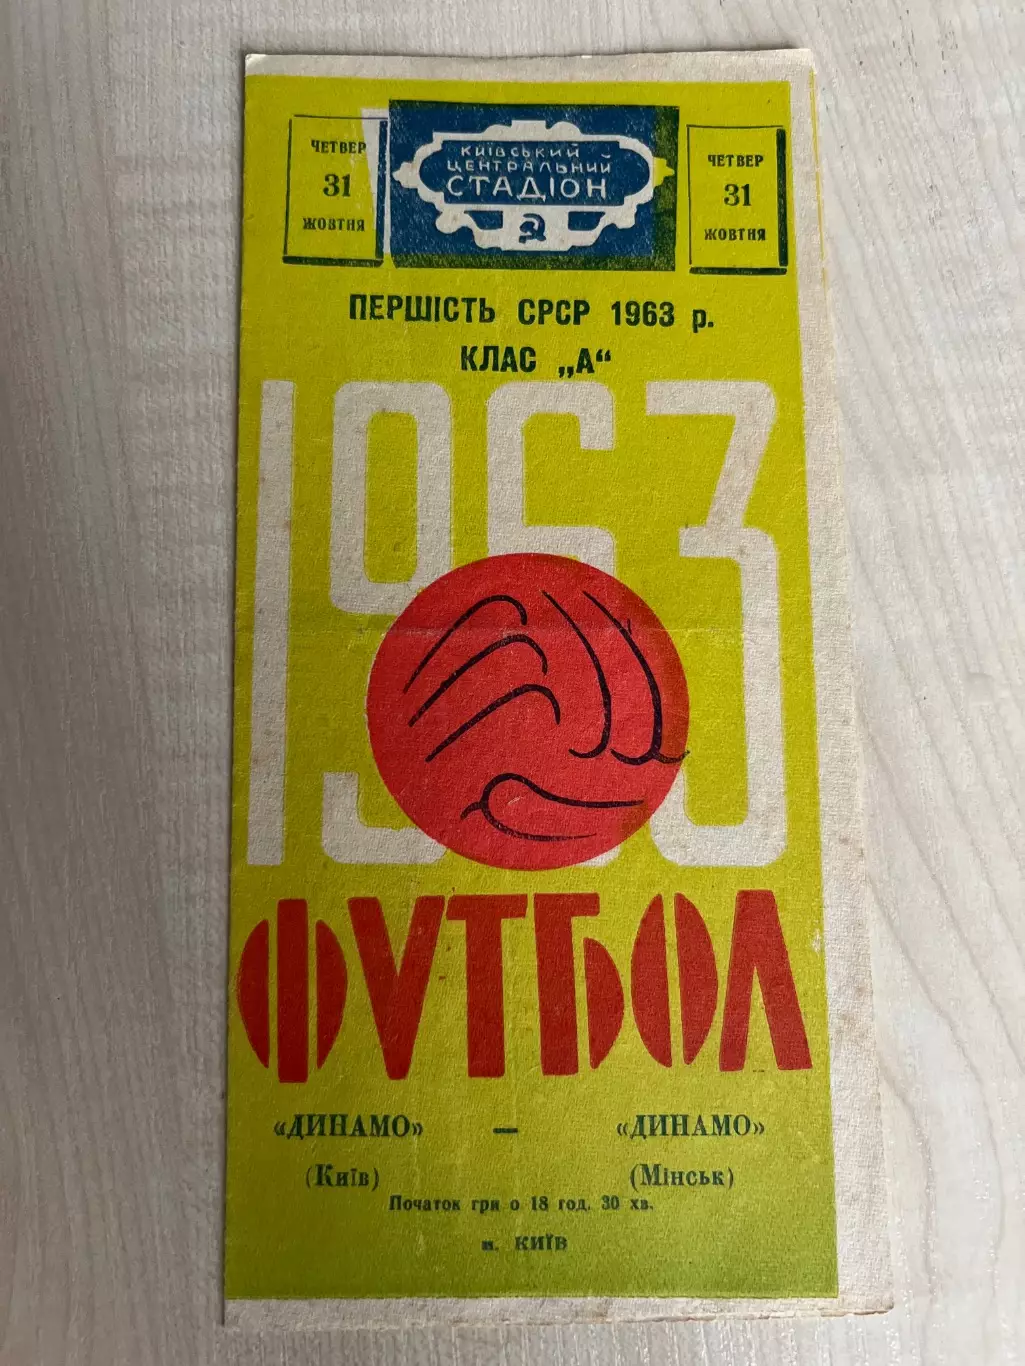 ЧЕТВЕР
31
ЖОВТНЯ
КИЇВСЬКИЙ
ЦЕНТРАЛЬНИЙ
СТАДІОН
ЧЕТВЕР
31
ЖОВТНЯ
ПЕРШІСТЬ СРСР 1963 р.
КЛАС „А“
1963
ФУТБОЛ
«ДИНАМО» — «ДИНАМО»
(Київ) (Мінськ)
Початок гри о 18 год. 30 хв.
м. КИЇВ